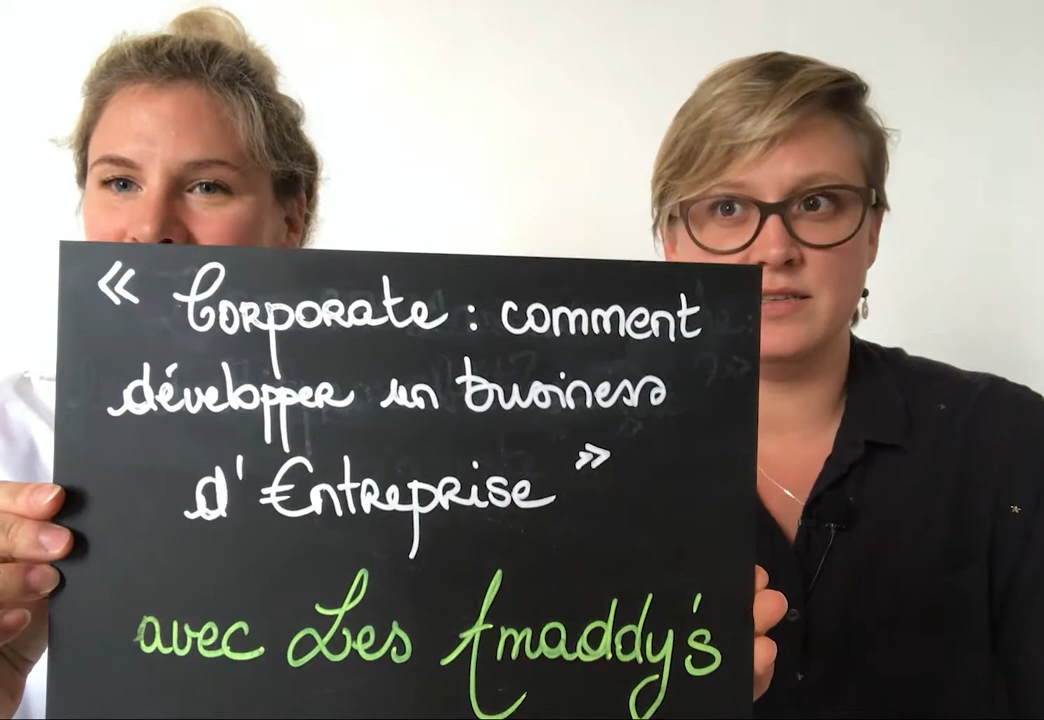 « Corporate : comment
développer un business
d'Entreprise »
avec Les Amaddy's